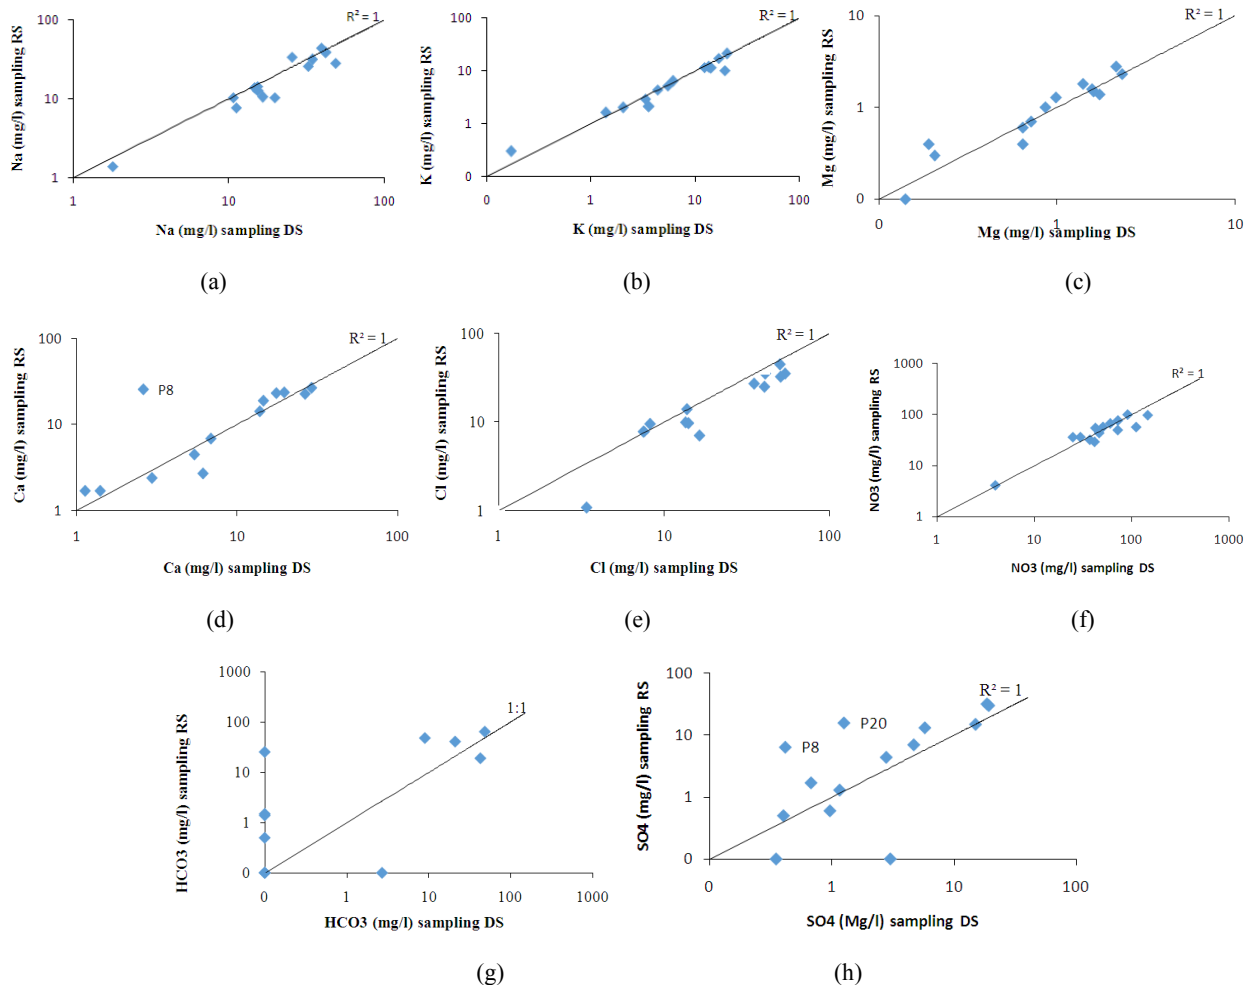 Na (mg/l) sampling RS
100
10
1
1
10
100
R² = 1
Na (mg/l) sampling DS
(a)
K (mg/l) sampling RS
100
10
1
0
0
1
10
100
R² = 1
K (mg/l) sampling DS
(b)
Mg (mg/l) sampling RS
10
1
0
0
1
10
R² = 1
Mg (mg/l) sampling DS
(c)
Ca (mg/l) sampling RS
100
10
1
1
10
100
P8
R² = 1
Ca (mg/l) sampling DS
(d)
Cl (mg/l) sampling RS
100
10
1
1
10
100
R² = 1
Cl (mg/l) sampling DS
(e)
NO3 (mg/l) sampling RS
1000
100
10
1
1
10
100
1000
R² = 1
NO3 (mg/l) sampling DS
(f)
HCO3 (mg/l) sampling RS
1000
100
10
1
0
0
1
10
100
1000
1:1
HCO3 (mg/l) sampling DS
(g)
SO4 (mg/l) sampling RS
100
10
1
0
0
1
10
100
P20
P8
R² = 1
SO4 (Mg/l) sampling DS
(h)